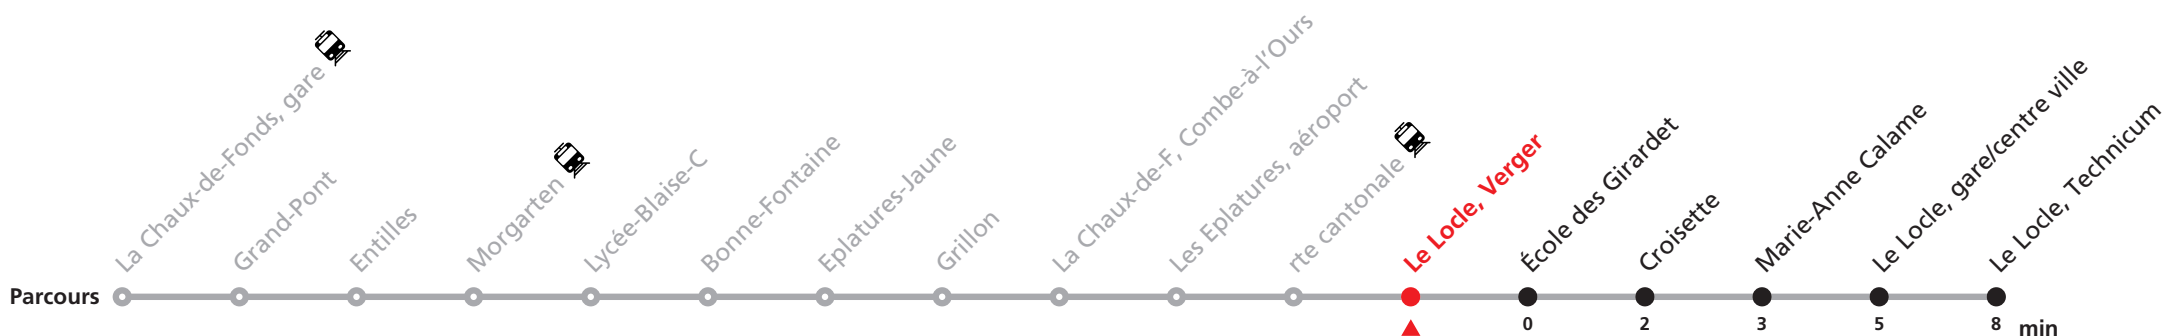 La Chaux-de-Fonds, gare
Grand-Pont
Entilles
Morgarten
Lycée-Blaise-C
Bonne-Fontaine
Eplatures-Jaune
Grillon
La Chaux-de-F, Combe-à-l'Ours
Les Eplatures, aéroport
rte cantonale
Le Locle, Verger
École des Girardet
Croisette
Marie-Anne Calame
Le Locle, gare/centre ville
Le Locle, Technicum
Parcours
0 2 3 5 8 min